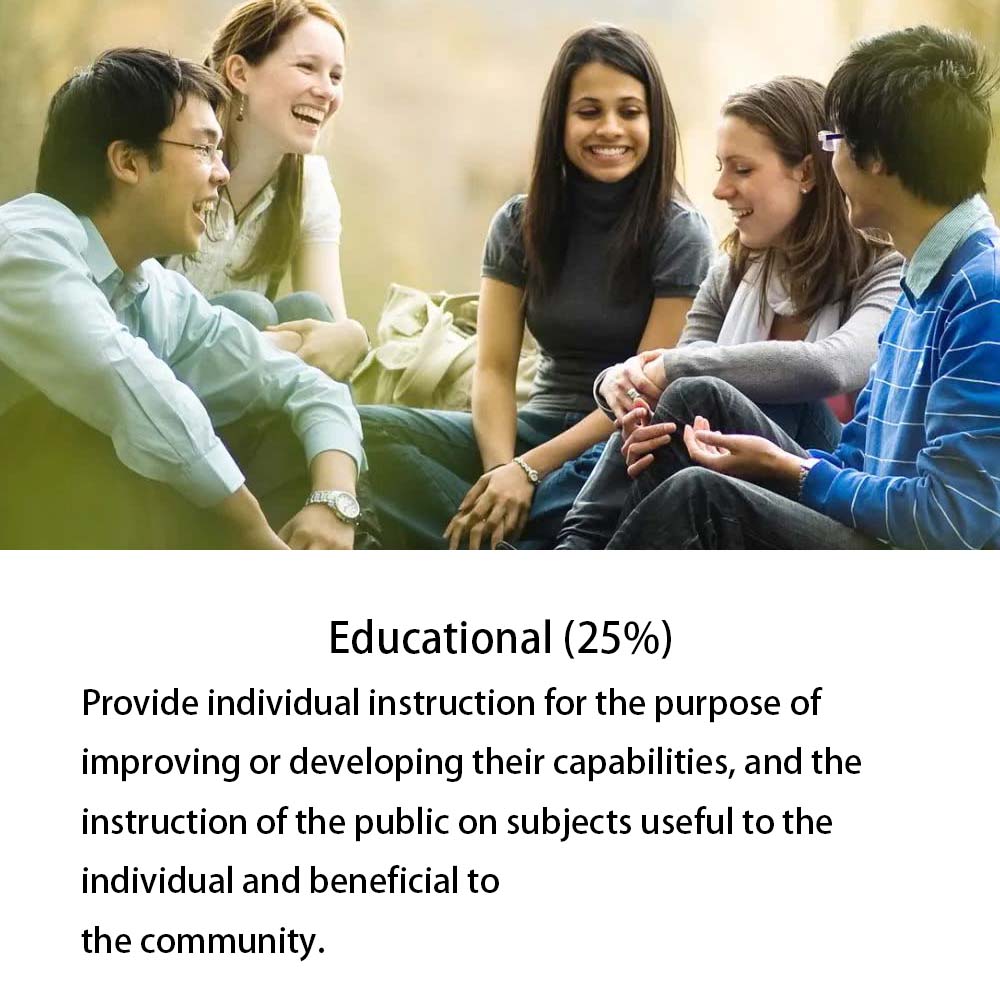 Educational (25%)
Provide individual instruction for the purpose of
improving or developing their capabilities, and the
instruction of the public on subjects useful to the
individual and beneficial to
the community.